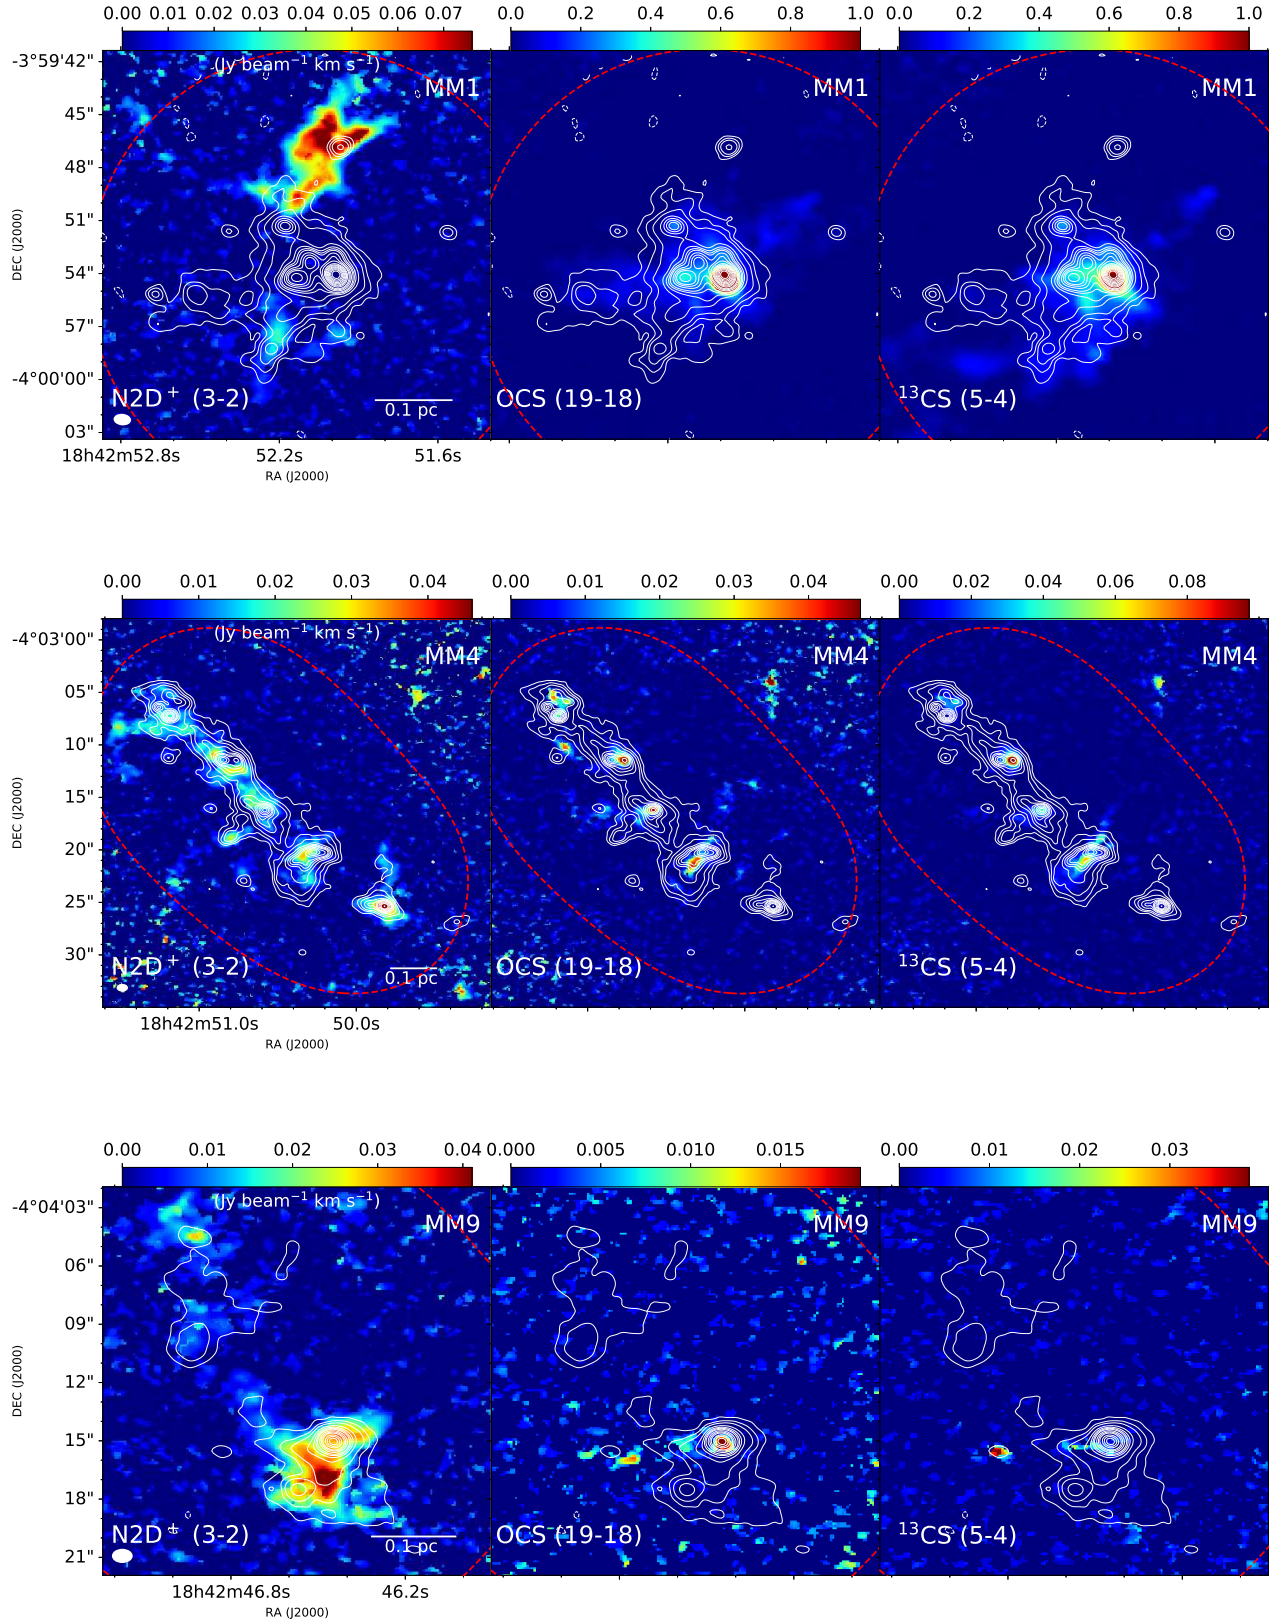 0.00 0.01 0.02 0.03 0.04 0.05 0.06 0.07 0.0 0.2 0.4 0.6 0.8 1.0 0.0 0.2 0.4 0.6 0.8 1.0
(Jy beam⁻¹ km s⁻¹)
MM1 MM1 MM1
-3°59'42"
45"
48"
51"
54"
57"
-4°00'00"
03"
DEC (J2000)
N2D⁺ (3-2) 0.1 pc OCS (19-18) ¹³CS (5-4)
18h42m52.8s 52.2s 51.6s
RA (J2000)
0.00 0.01 0.02 0.03 0.04 0.00 0.01 0.02 0.03 0.04 0.00 0.02 0.04 0.06 0.08
(Jy beam⁻¹ km s⁻¹)
MM4 MM4 MM4
-4°03'00"
05"
10"
15"
20"
25"
30"
DEC (J2000)
N2D⁺ (3-2) 0.1 pc OCS (19-18) ¹³CS (5-4)
18h42m51.0s 50.0s
RA (J2000)
0.00 0.01 0.02 0.03 0.04 0.000 0.005 0.010 0.015 0.00 0.01 0.02 0.03
(Jy beam⁻¹ km s⁻¹)
MM9 MM9 MM9
-4°04'03"
06"
09"
12"
15"
18"
21"
DEC (J2000)
N2D⁺ (3-2) 0.1 pc OCS (19-18) ¹³CS (5-4)
18h42m46.8s 46.2s
RA (J2000)